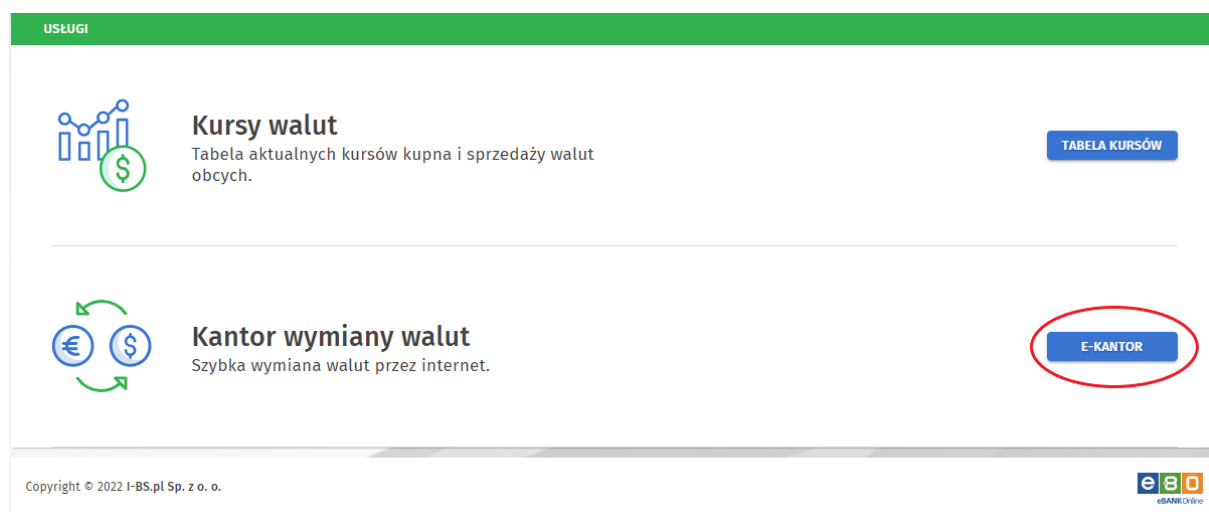 USŁUGI
Kursy walut
Tabela aktualnych kursów kupna i sprzedaży walut
obcych.
TABELA KURSÓW
$
Kantor wymiany walut
Szybka wymiana walut przez internet.
E-KANTOR
€ $
Copyright © 2022 I-BS.pl Sp. z o. o.
eBO
eBANKOnline